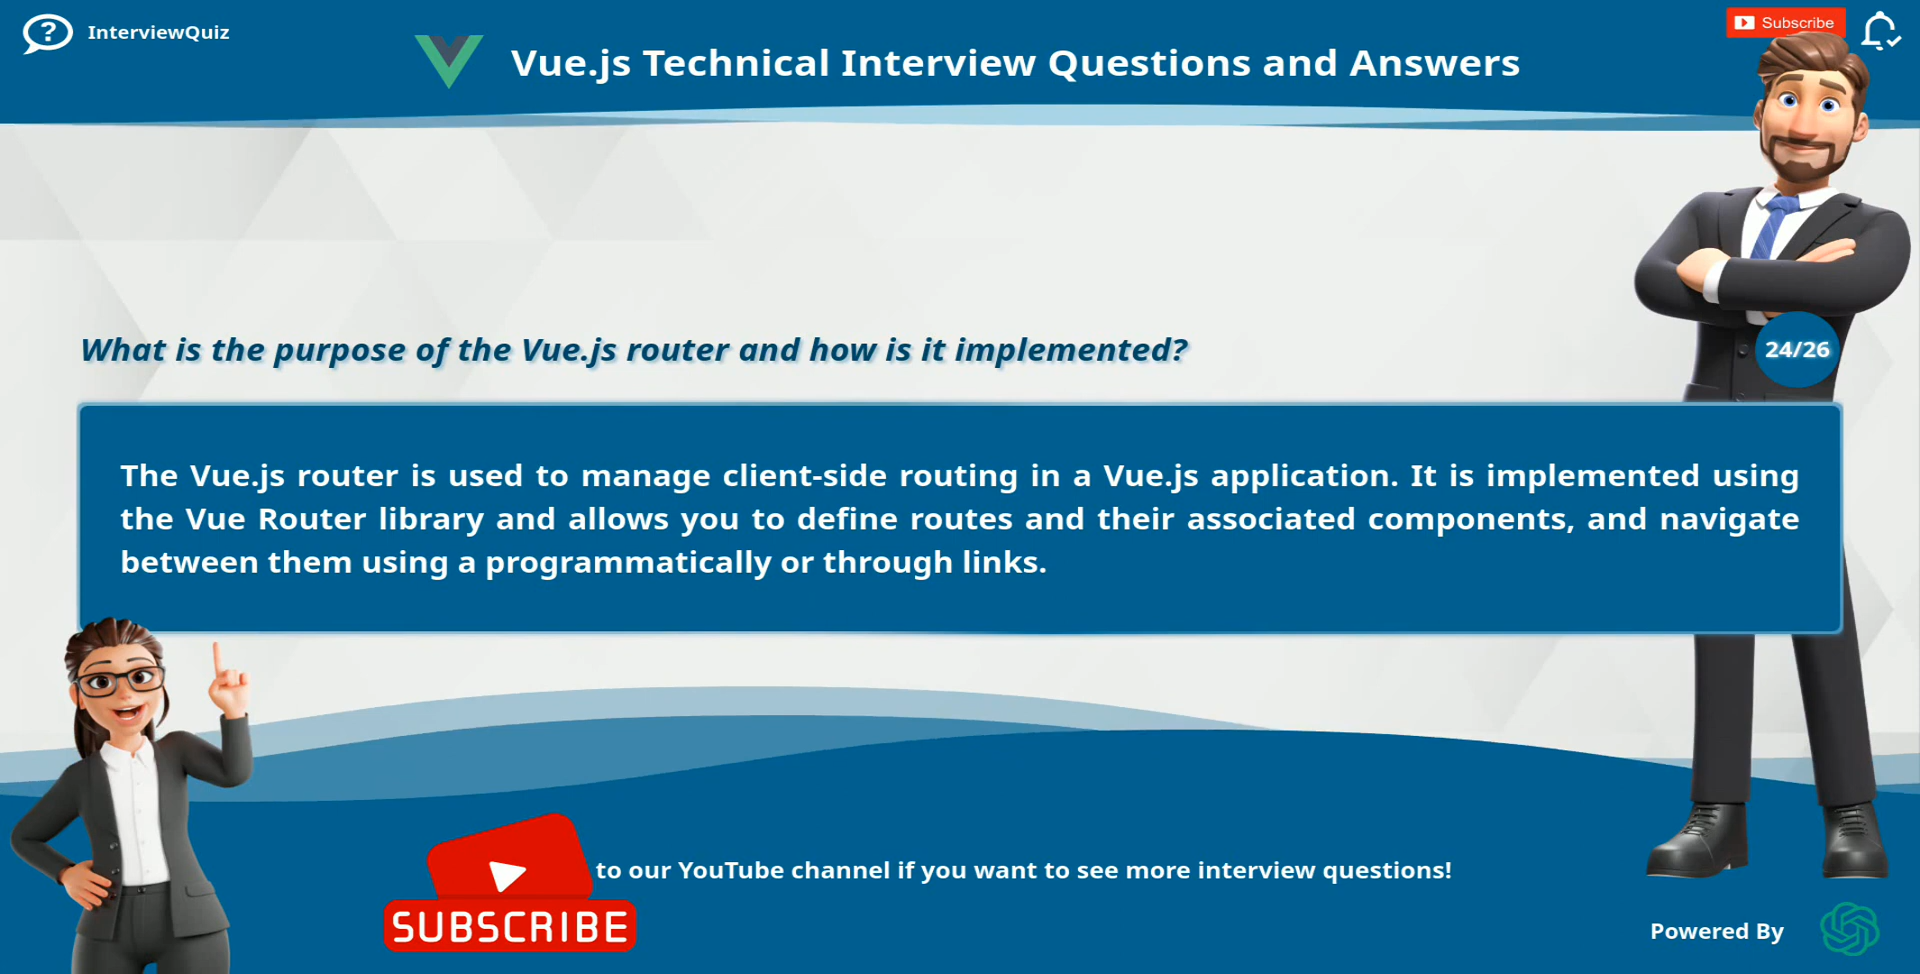 InterviewQuiz
Subscribe
Vue.js Technical Interview Questions and Answers
What is the purpose of the Vue.js router and how is it implemented?
24/26
The Vue.js router is used to manage client-side routing in a Vue.js application. It is implemented using
the Vue Router library and allows you to define routes and their associated components, and navigate
between them using a programmatically or through links.
to our YouTube channel if you want to see more interview questions!
SUBSCRIBE
Powered By